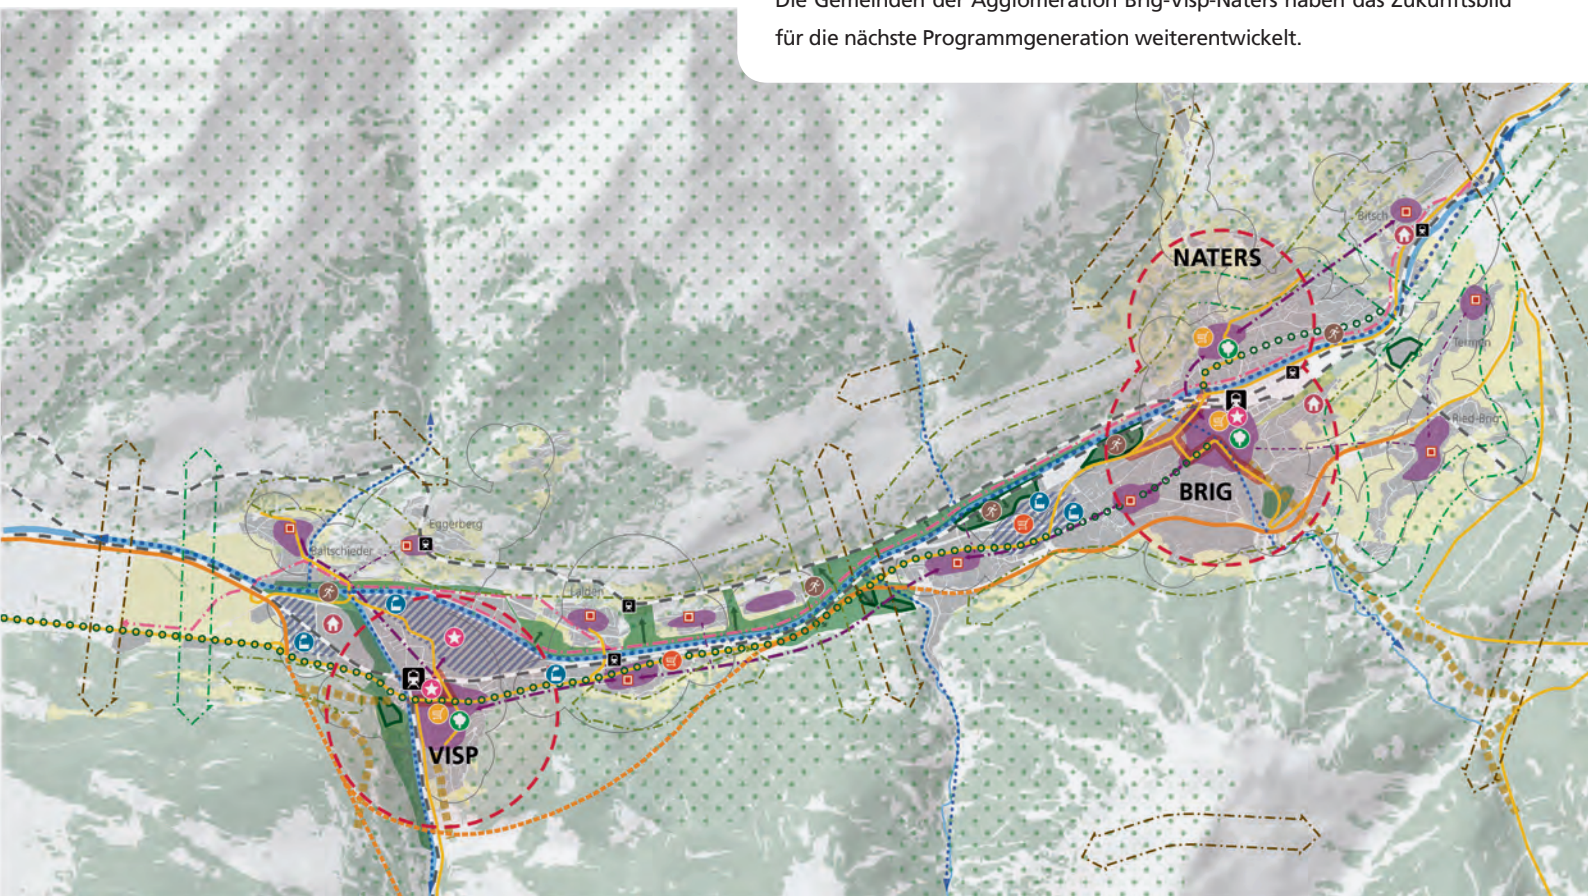 Die Gemeinden der Agglomeration Brig-Visp-Naters haben das Zukunftsbild
für die nächste Programmgeneration weiterentwickelt.
NATERS
Bitsch
Termen
Ried-Brig
BRIG
Eggerberg
Baltschieder
Lalden
VISP